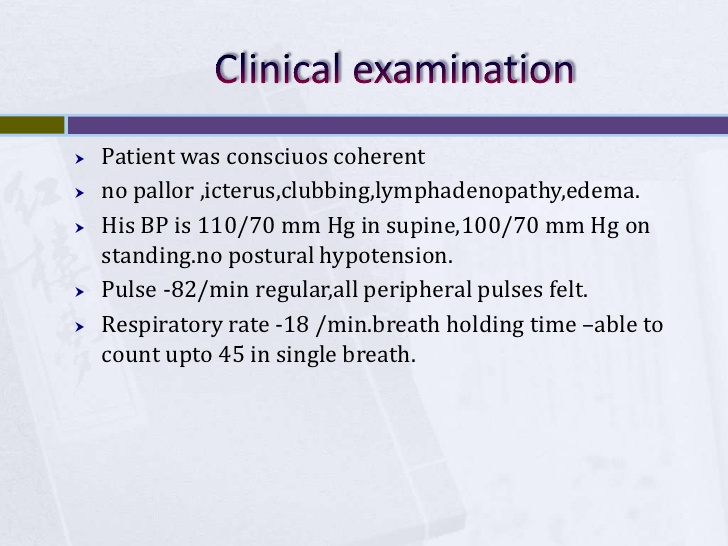 Clinical examination
Patient was consciuos coherent
no pallor ,icterus,clubbing,lymphadenopathy,edema.
His BP is 110/70 mm Hg in supine,100/70 mm Hg on
standing.no postural hypotension.
Pulse -82/min regular,all peripheral pulses felt.
Respiratory rate -18 /min.breath holding time –able to
count upto 45 in single breath.